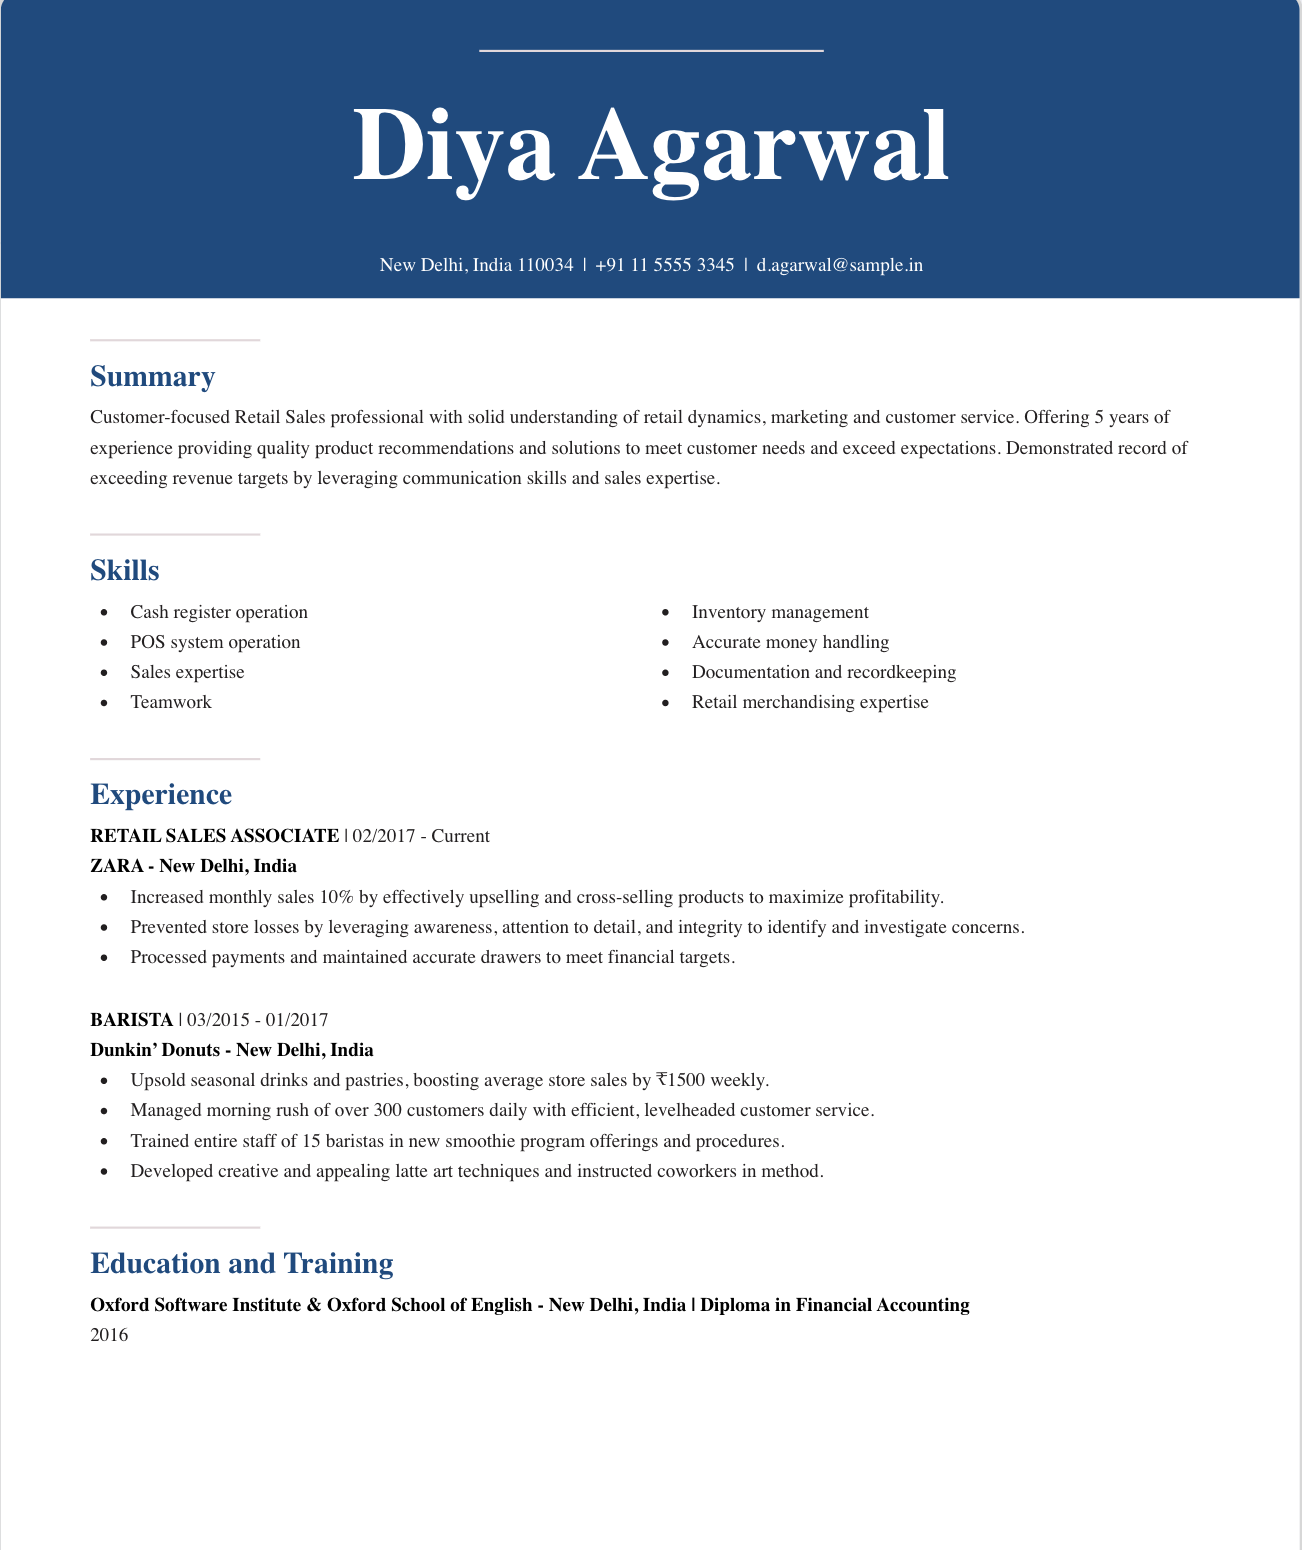 Diya Agarwal
New Delhi, India 110034 | +91 11 5555 3345 | d.agarwal@sample.in
Summary
Customer-focused Retail Sales professional with solid understanding of retail dynamics, marketing and customer service. Offering 5 years of
experience providing quality product recommendations and solutions to meet customer needs and exceed expectations. Demonstrated record of
exceeding revenue targets by leveraging communication skills and sales expertise.
Skills
• Cash register operation
• POS system operation
• Sales expertise
• Teamwork
• Inventory management
• Accurate money handling
• Documentation and recordkeeping
• Retail merchandising expertise
Experience
RETAIL SALES ASSOCIATE | 02/2017 - Current
ZARA - New Delhi, India
• Increased monthly sales 10% by effectively upselling and cross-selling products to maximize profitability.
• Prevented store losses by leveraging awareness, attention to detail, and integrity to identify and investigate concerns.
• Processed payments and maintained accurate drawers to meet financial targets.
BARISTA | 03/2015 - 01/2017
Dunkin’ Donuts - New Delhi, India
• Upsold seasonal drinks and pastries, boosting average store sales by ₹1500 weekly.
• Managed morning rush of over 300 customers daily with efficient, levelheaded customer service.
• Trained entire staff of 15 baristas in new smoothie program offerings and procedures.
• Developed creative and appealing latte art techniques and instructed coworkers in method.
Education and Training
Oxford Software Institute & Oxford School of English - New Delhi, India | Diploma in Financial Accounting
2016